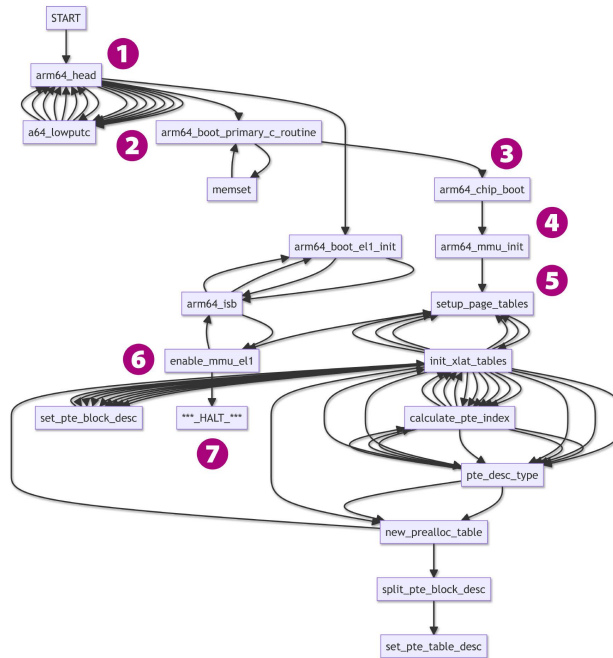 START
1
arm64_head
a64_lowputc
2
arm64_boot_primary_c_routine
3
memset
arm64_chip_boot
4
arm64_boot_el1_init
arm64_mmu_init
5
arm64_isb
setup_page_tables
6
enable_mmu_el1
init_xlat_tables
set_pte_block_desc
***_HALT_***
calculate_pte_index
7
pte_desc_type
new_prealloc_table
split_pte_block_desc
set_pte_table_desc